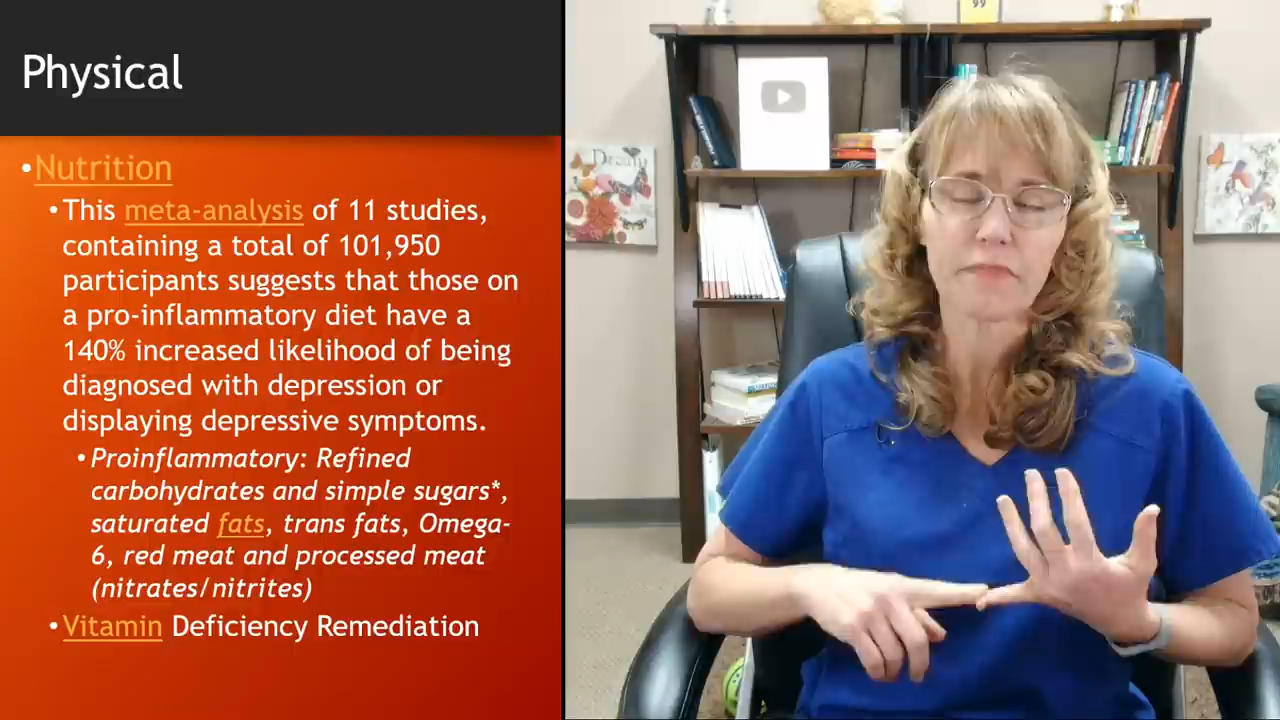 Physical
•Nutrition
•This meta-analysis of 11 studies,
containing a total of 101,950
participants suggests that those on
a pro-inflammatory diet have a
140% increased likelihood of being
diagnosed with depression or
displaying depressive symptoms.
•Proinflammatory: Refined
carbohydrates and simple sugars*,
saturated fats, trans fats, Omega-
6, red meat and processed meat
(nitrates/nitrites)
•Vitamin Deficiency Remediation
Dream